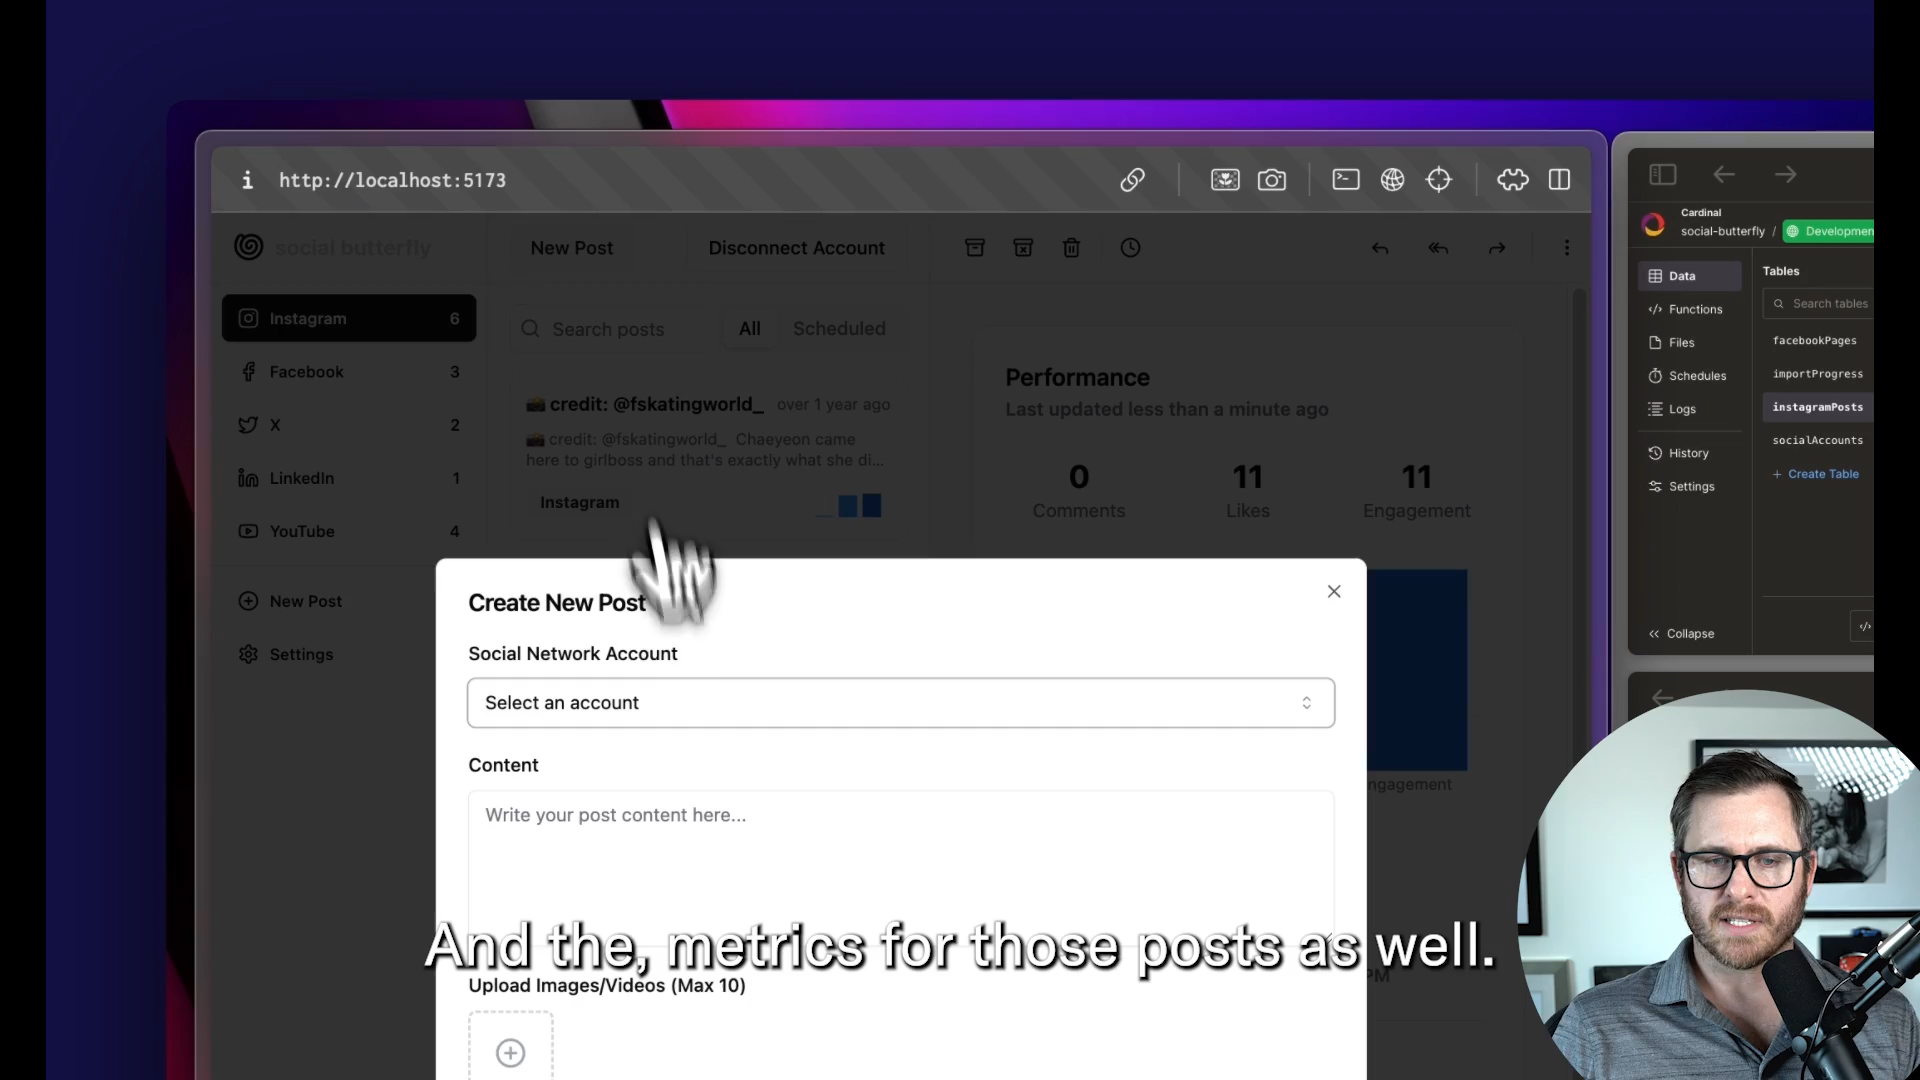 http://localhost:5173
social butterfly
New Post
Disconnect Account
Instagram 6
Facebook 3
X 2
LinkedIn 1
YouTube 4
New Post
Settings
Search posts
All
Scheduled
credit: @fskatingworld_ over 1 year ago
credit: @fskatingworld_ Chaeyeon came
here to girlboss and that's exactly what she di...
Instagram
Performance
Last updated less than a minute ago
0 11 11
Comments Likes Engagement
ngagement
PM
Create New Post
Social Network Account
Select an account
Content
Write your post content here...
And the, metrics for those posts as well.
Upload Images/Videos (Max 10)
Cardinal
social-butterfly / Developmen
Data
Functions
Files
Schedules
Logs
History
Settings
Collapse
Tables
Search tables
facebookPages
importProgress
instagramPosts
socialAccounts
+ Create Table